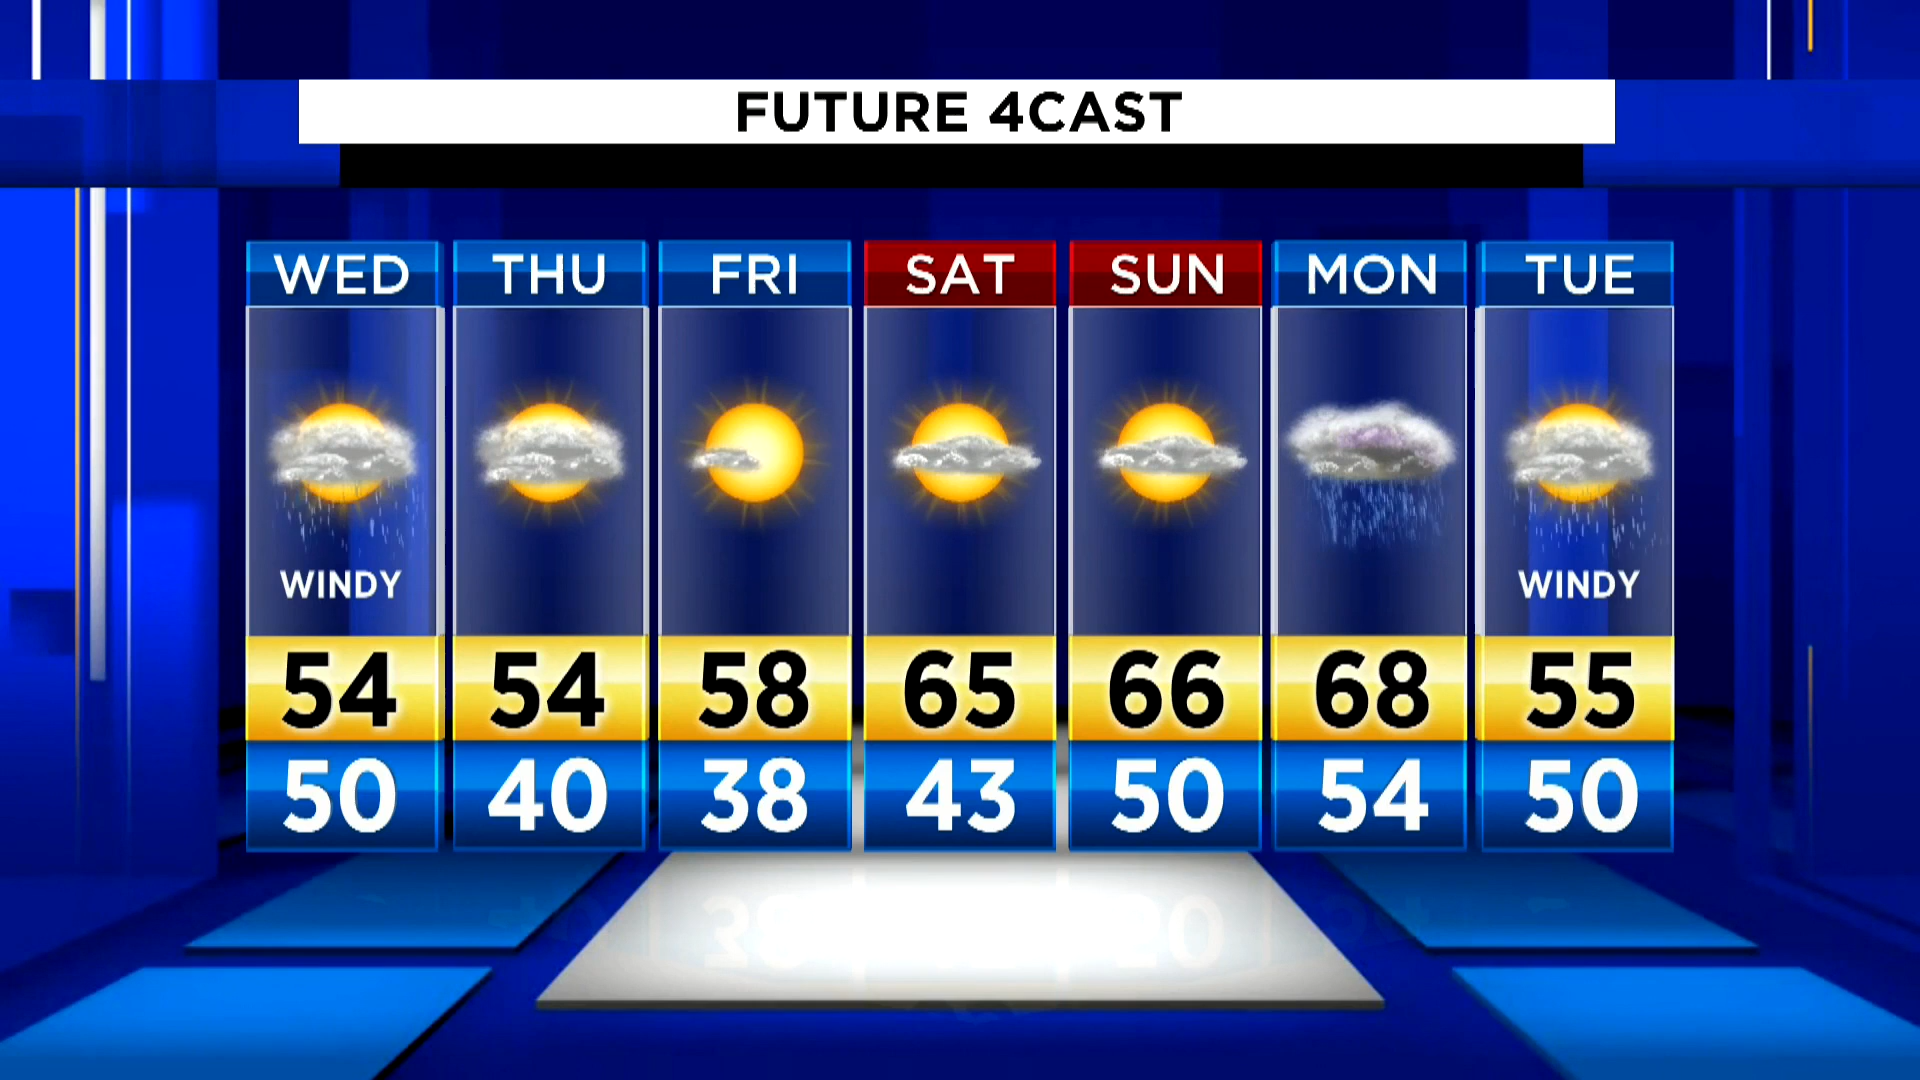 FUTURE 4CAST
WED THU FRI SAT SUN MON TUE
WINDY WINDY
54 54 58 65 66 68 55
50 40 38 43 50 54 50